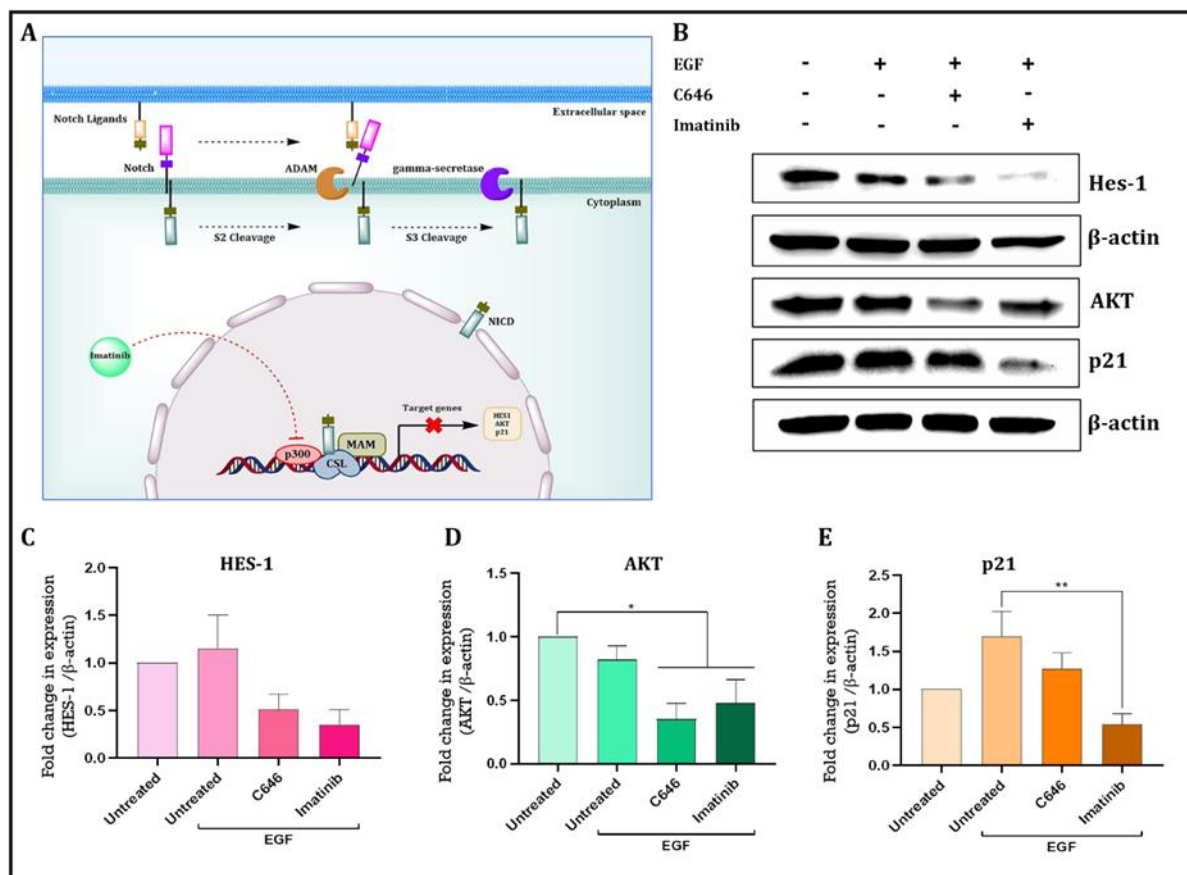 A
Notch Ligands
Extracellular space
Notch
ADAM
gamma-secretase
Cytoplasm
S2 Cleavage
S3 Cleavage
NICD
Imatinib
Target genes
HES1
AKT
p21
p300
CSL
MAM
B
EGF - + + +
C646 - - + -
Imatinib - - - +
Hes-1
β-actin
AKT
p21
β-actin
C
HES-1
Fold change in expression
(HES-1 /β-actin)
2.0
1.5
1.0
0.5
0.0
Untreated
Untreated
C646
Imatinib
EGF
D
AKT
Fold change in expression
(AKT /β-actin)
1.5
1.0
0.5
0.0
*
Untreated
Untreated
C646
Imatinib
EGF
E
p21
Fold change in expression
(p21 /β-actin)
2.5
2.0
1.5
1.0
0.5
0.0
**
Untreated
Untreated
C646
Imatinib
EGF